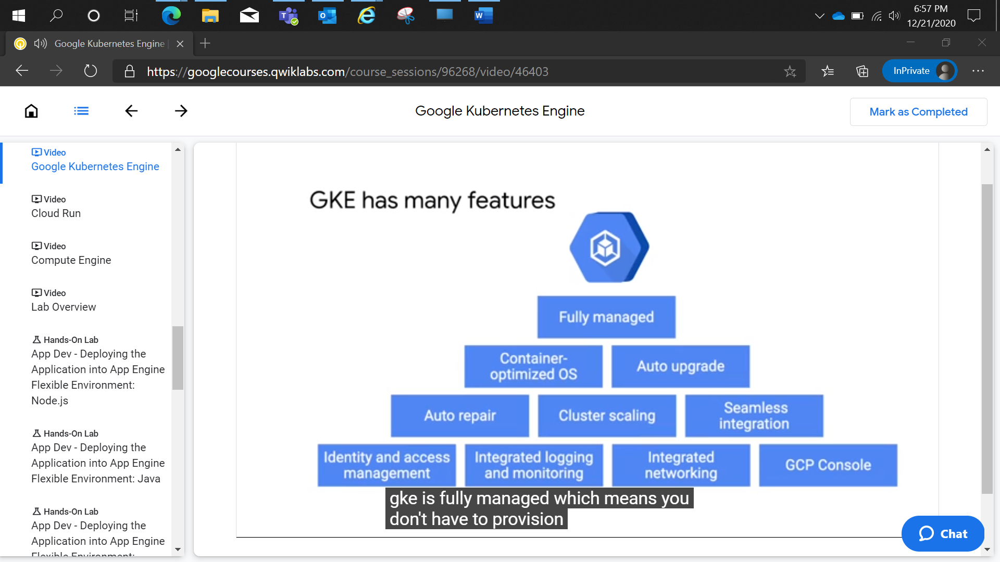 6:57 PM
12/21/2020
Google Kubernetes Engine |
https://googlecourses.qwiklabs.com/course_sessions/96268/video/46403
InPrivate
Google Kubernetes Engine
Mark as Completed
Video
Google Kubernetes Engine
Video
Cloud Run
Video
Compute Engine
Video
Lab Overview
Hands-On Lab
App Dev - Deploying the
Application into App Engine
Flexible Environment:
Node.js
Hands-On Lab
App Dev - Deploying the
Application into App Engine
Flexible Environment: Java
Hands-On Lab
App Dev - Deploying the
Application into App Engine
Flexible Environment:
GKE has many features
Fully managed
Container-
optimized OS
Auto upgrade
Auto repair
Cluster scaling
Seamless
integration
Identity and access
management
Integrated logging
and monitoring
Integrated
networking
GCP Console
gke is fully managed which means you
don't have to provision
Chat